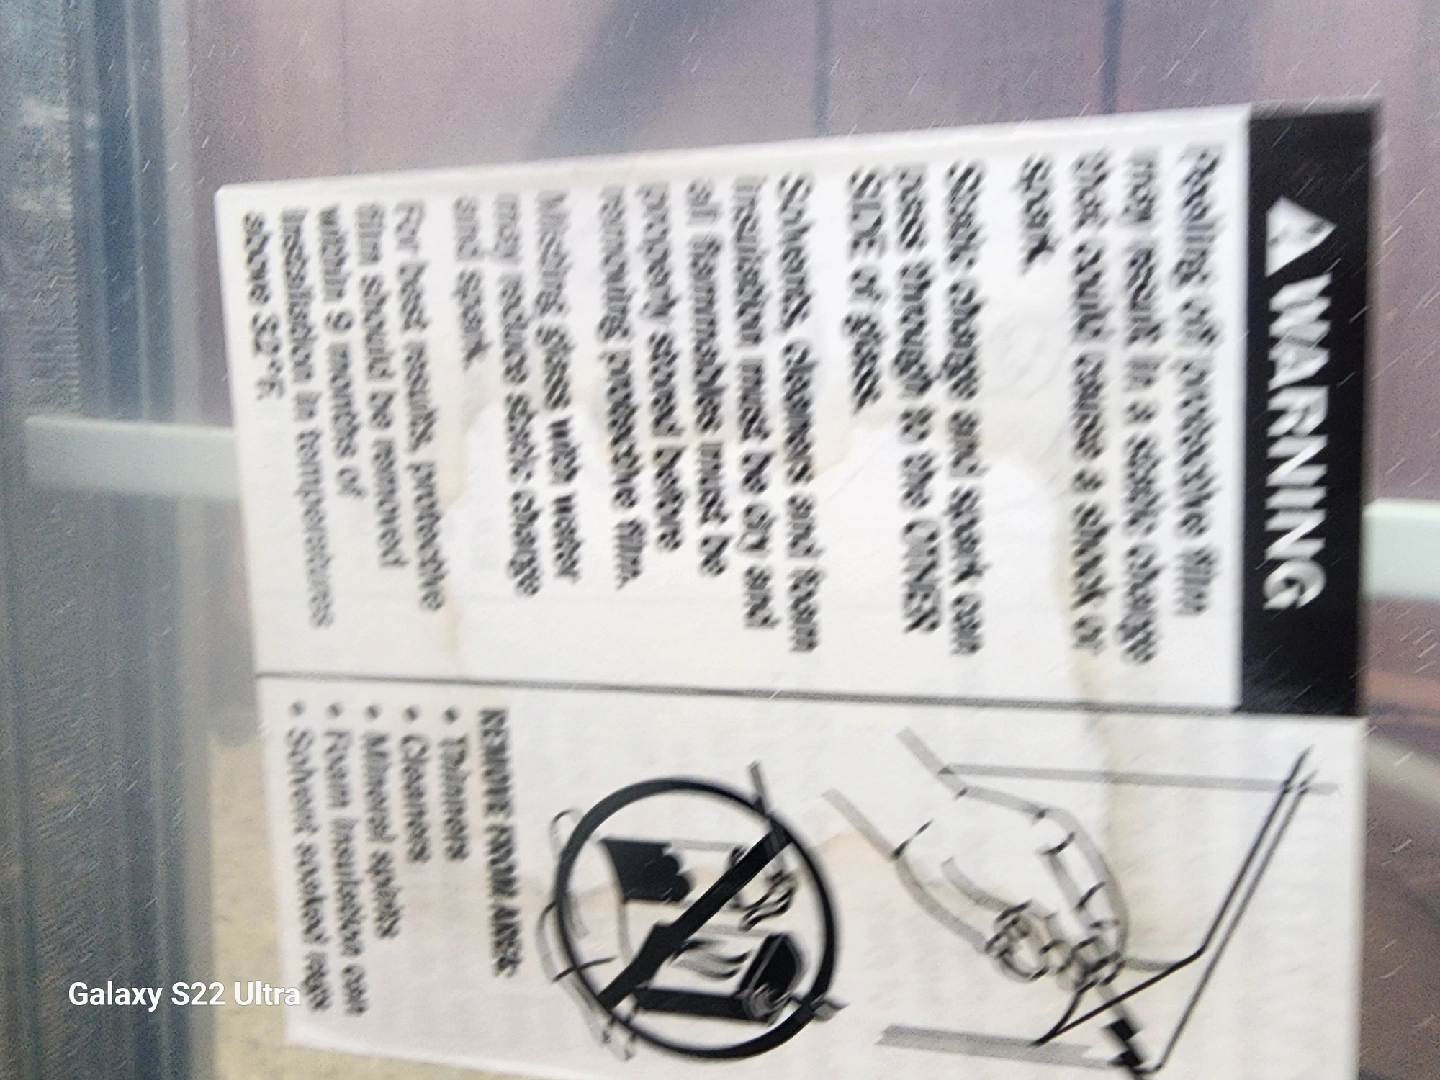 WARNING
Peeling off protective film
may result in a static charge
that could cause a shock or
spark.
Static charge and spark can
pass through to the OTHER
SIDE of glass.
Solvents, cleaners and foam
insulation must be dry and
all flammables must be
properly stored before
removing protective film.
Misting glass with water
may reduce static charge
and spark.
For best results, protective
film should be removed
within 9 months of
installation in temperatures
above 32°F.
REMOVE FROM AREA:
• Thinners
• Cleaners
• Mineral spirits
• Foam insulation can
• Solvent soaked rags
Galaxy S22 Ultra